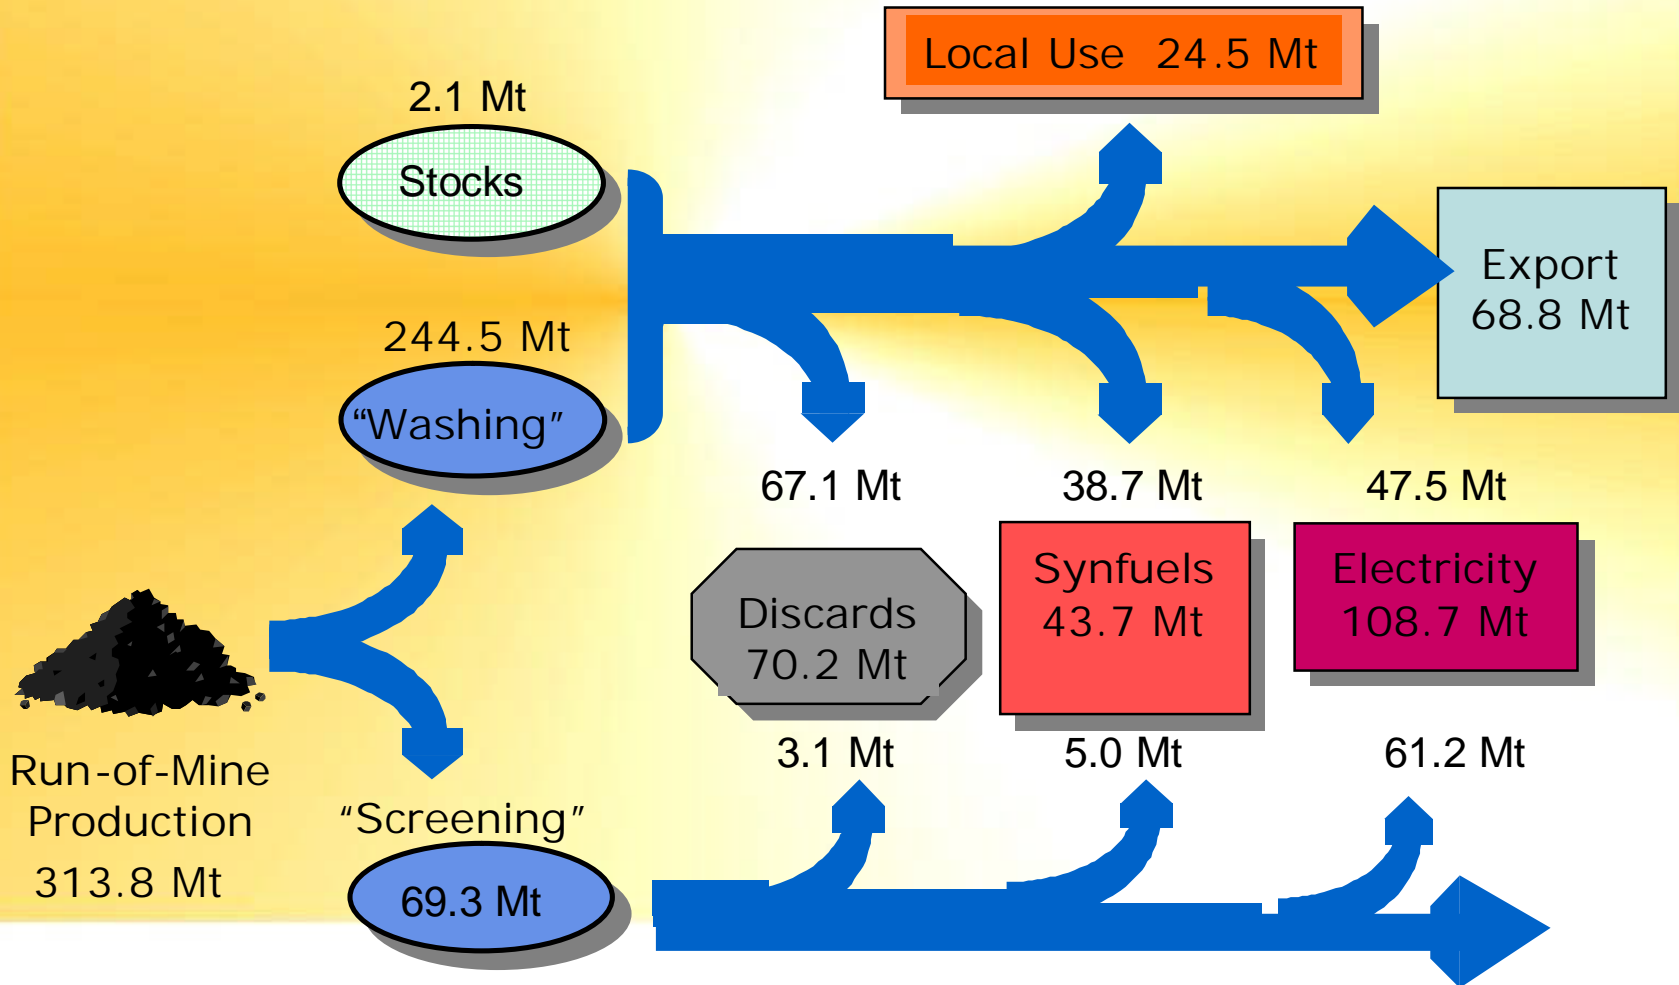 Local Use 24.5 Mt
2.1 Mt
Stocks
Export
68.8 Mt
244.5 Mt
“Washing”
67.1 Mt
38.7 Mt
47.5 Mt
Discards
70.2 Mt
Synfuels
43.7 Mt
Electricity
108.7 Mt
3.1 Mt
5.0 Mt
61.2 Mt
Run-of-Mine
Production
313.8 Mt
“Screening”
69.3 Mt